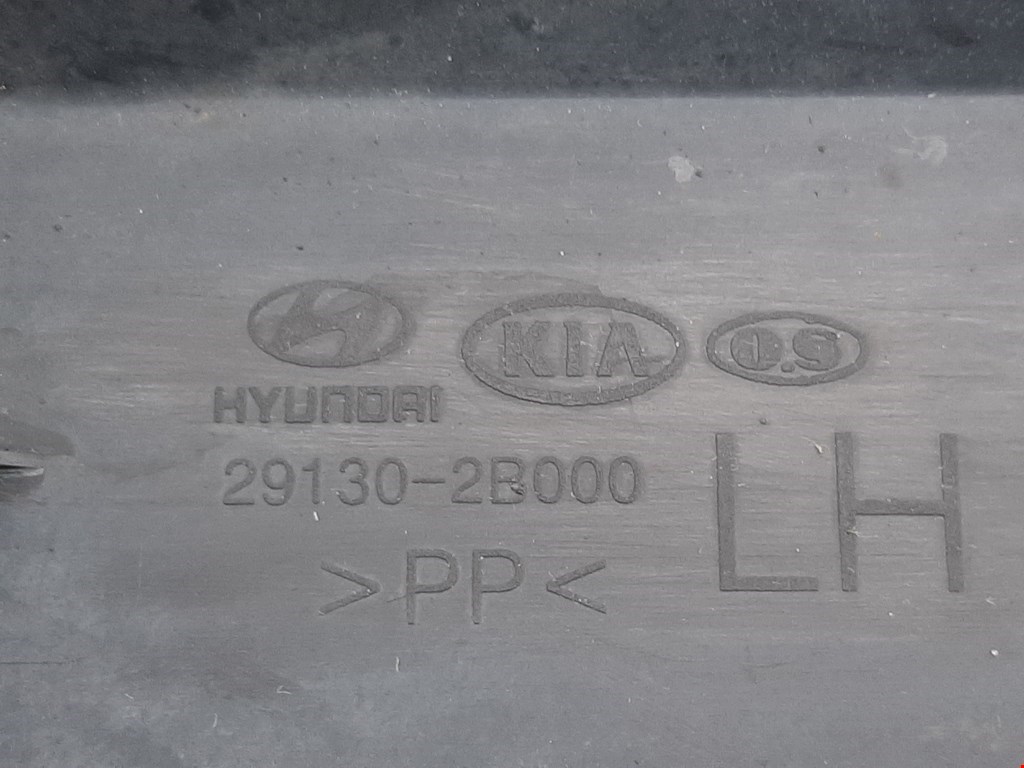 KIA O.S
HYUNDAI
29130-2B000 LH
>PP<